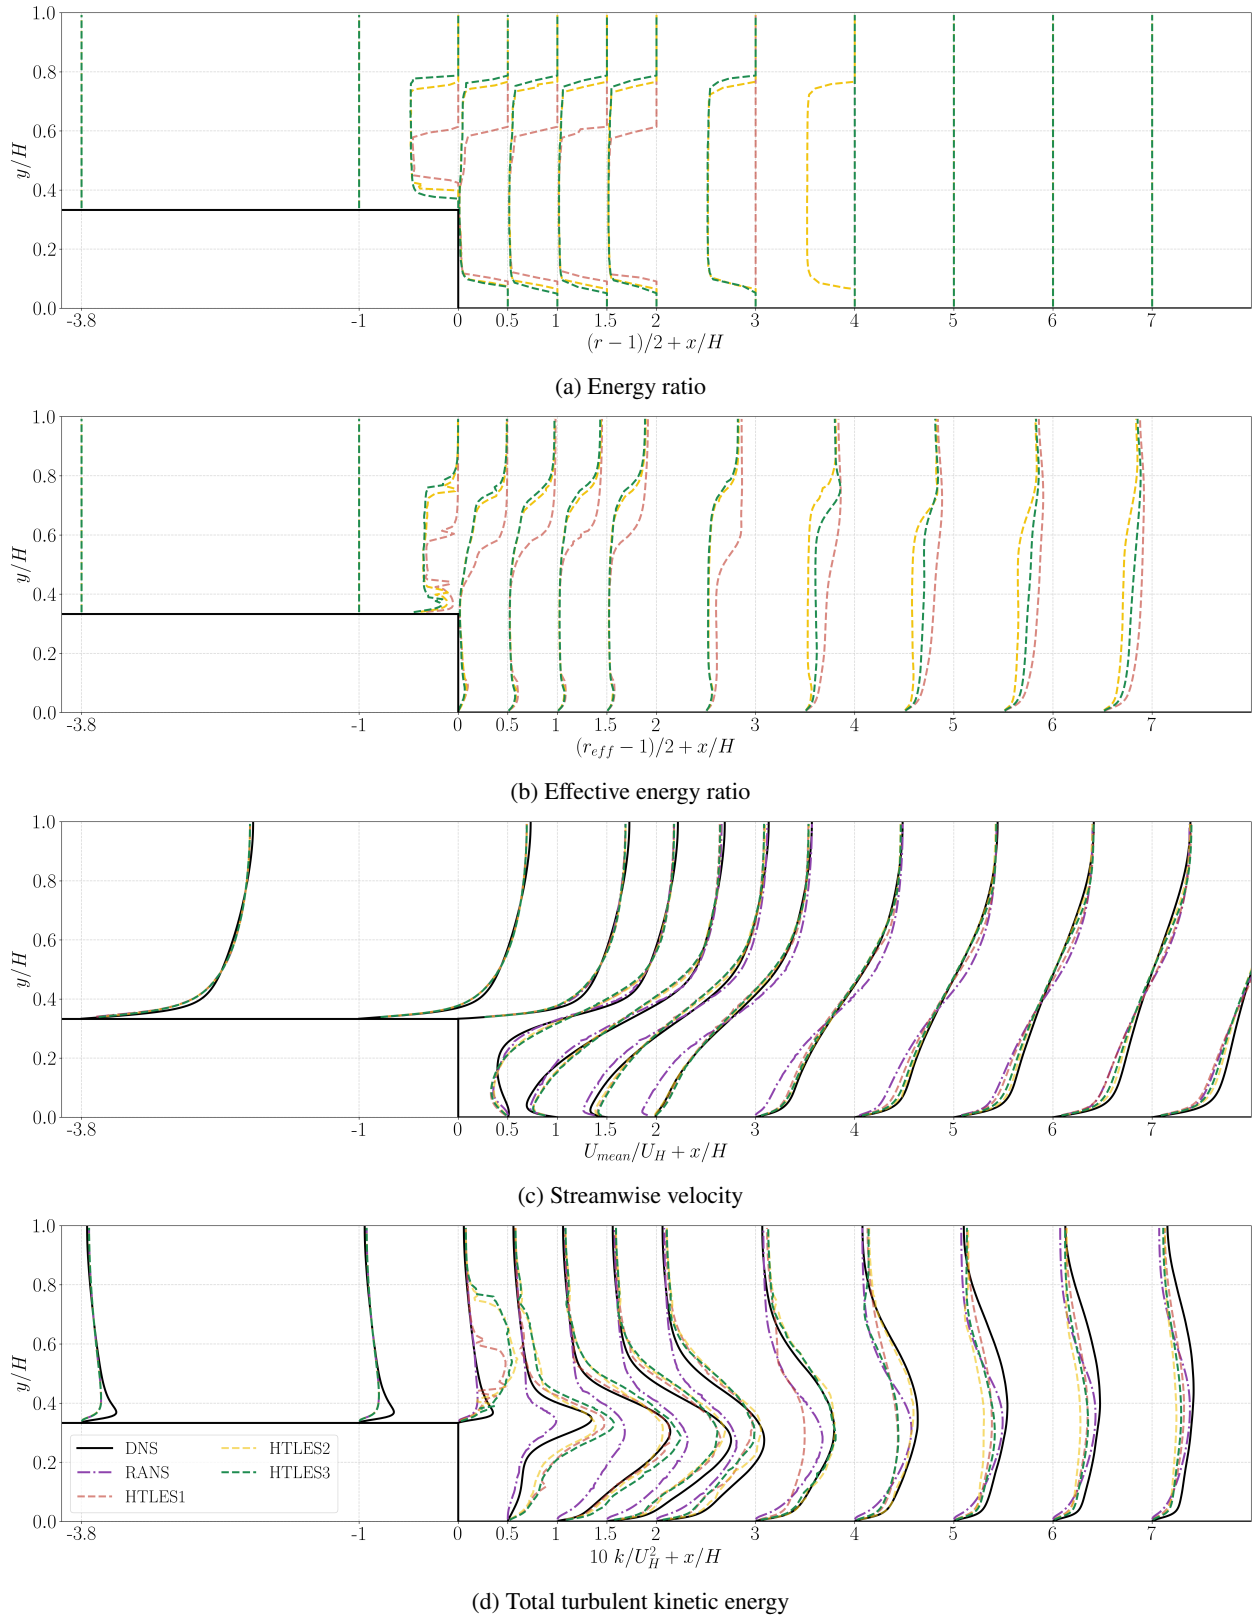 1.0
0.8
0.6
0.4
0.2
0.0
y/H
-3.8 -1 0 0.5 1 1.5 2 3 4 5 6 7
(r − 1)/2 + x/H
(a) Energy ratio
1.0
0.8
0.6
0.4
0.2
0.0
y/H
-3.8 -1 0 0.5 1 1.5 2 3 4 5 6 7
(r_{eff} − 1)/2 + x/H
(b) Effective energy ratio
1.0
0.8
0.6
0.4
0.2
0.0
y/H
-3.8 -1 0 0.5 1 1.5 2 3 4 5 6 7
U_{mean}/U_H + x/H
(c) Streamwise velocity
1.0
0.8
0.6
0.4
0.2
0.0
y/H
DNS
RANS
HTLES1
HTLES2
HTLES3
-3.8 -1 0 0.5 1 1.5 2 3 4 5 6 7
10 k/U_H^2 + x/H
(d) Total turbulent kinetic energy